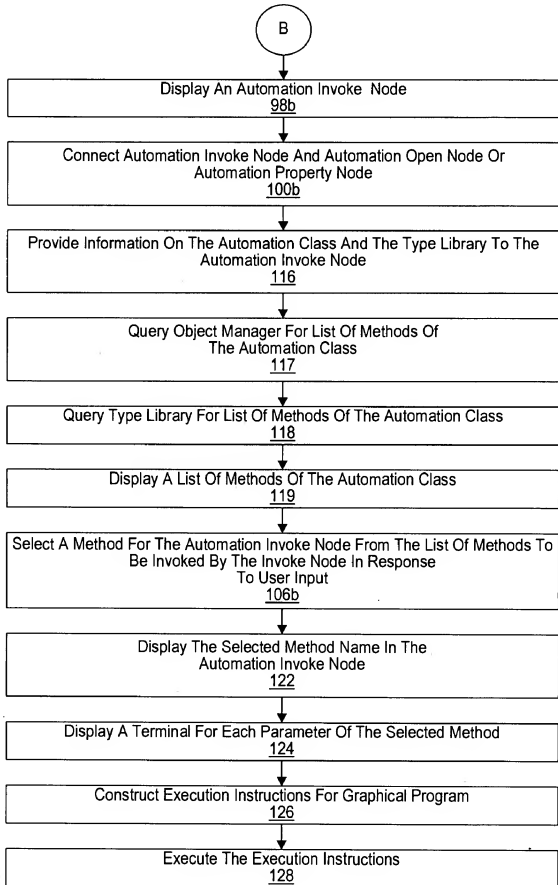 B
Display An Automation Invoke Node
98b
Connect Automation Invoke Node And Automation Open Node Or
Automation Property Node
100b
Provide Information On The Automation Class And The Type Library To The
Automation Invoke Node
116
Query Object Manager For List Of Methods Of
The Automation Class
117
Query Type Library For List Of Methods Of The Automation Class
118
Display A List Of Methods Of The Automation Class
119
Select A Method For The Automation Invoke Node From The List Of Methods To
Be Invoked By The Invoke Node In Response
To User Input
106b
Display The Selected Method Name In The
Automation Invoke Node
122
Display A Terminal For Each Parameter Of The Selected Method
124
Construct Execution Instructions For Graphical Program
126
Execute The Execution Instructions
128